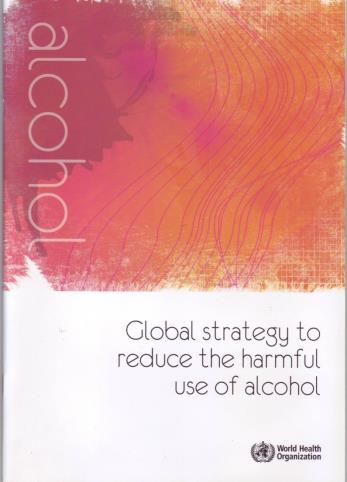 alcohol
Global strategy to
reduce the harmful
use of alcohol
World Health
Organization